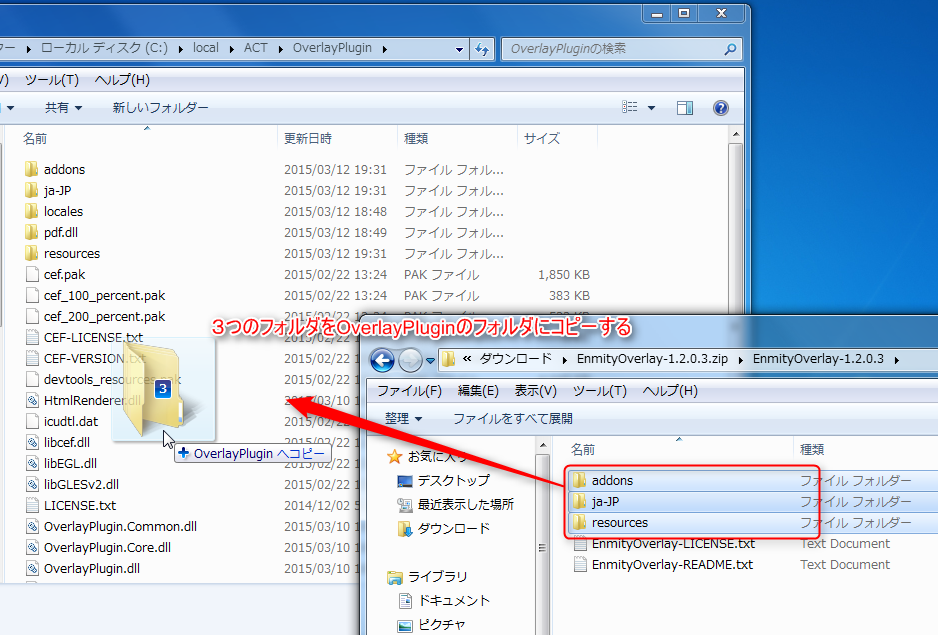 ー ▸ ローカル ディスク (C:) ▸ local ▸ ACT ▸ OverlayPlugin ▸
OverlayPluginの検索
ツール(T) ヘルプ(H)
共有 新しいフォルダー
名前 更新日時 種類 サイズ
addons 2015/03/12 19:31 ファイル フォル...
ja-JP 2015/03/12 19:31 ファイル フォル...
locales 2015/03/12 18:48 ファイル フォル...
pdf.dll 2015/03/12 18:49 ファイル フォル...
resources 2015/03/12 19:31 ファイル フォル...
cef.pak 2015/02/22 13:24 PAK ファイル 1,850 KB
cef_100_percent.pak 2015/02/22 13:24 PAK ファイル 383 KB
cef_200_percent.pak 2015/02/22 13:24 PAK ファイル
3つのフォルダをOverlayPluginのフォルダにコピーする
CEF-LICENSE.txt
CEF-VERSION.txt 2015/02/22
devtools_resources.pak 2015/02/22
HtmlRenderer.dll 2015/03/10
icudtl.dat 2015/02/22
libcef.dll 2015/02/22
libEGL.dll 2015/02/22
libGLESv2.dll 2015/02/22
LICENSE.txt 2014/12/02
OverlayPlugin.Common.dll 2015/03/10
OverlayPlugin.Core.dll 2015/03/10
OverlayPlugin.dll 2015/03/10
3
OverlayPlugin へコピー
« ダウンロード ▸ EnmityOverlay-1.2.0.3.zip ▸ EnmityOverlay-1.2.0.3 ▸
ファイル(F) 編集(E) 表示(V) ツール(T) ヘルプ(H)
整理 ファイルをすべて展開
お気に入り
デスクトップ
最近表示した場所
ダウンロード
ライブラリ
ドキュメント
ピクチャ
名前 種類
addons ファイル フォルダー
ja-JP ファイル フォルダー
resources ファイル フォルダー
EnmityOverlay-LICENSE.txt Text Document
EnmityOverlay-README.txt Text Document